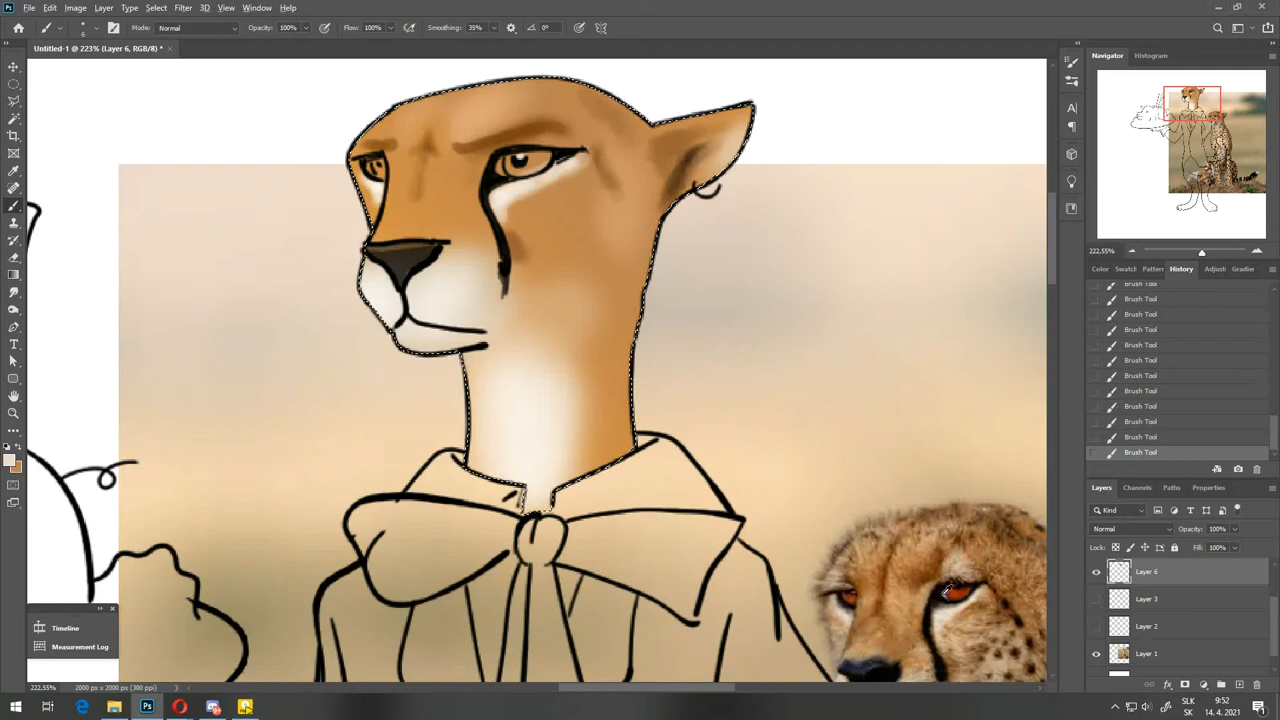 File Edit Image Layer Type Select Filter 3D View Window Help
6 Mode: Normal Opacity: 100% Flow: 100% Smoothing: 35% 0°
Untitled-1 @ 223% (Layer 6, RGB/8) * ×
Navigator Histogram
222,55%
Color Swatch Pattern History Adjus Gradien
Brush Tool
Brush Tool
Brush Tool
Brush Tool
Brush Tool
Brush Tool
Brush Tool
Brush Tool
Brush Tool
Brush Tool
Brush Tool
Brush Tool
Layers Channels Paths Properties
Kind
Normal Opacity: 100%
Lock: Fill: 100%
Layer 6
Layer 3
Layer 2
Layer 1
Timeline
Measurement Log
222,55% 2000 px x 2000 px (300 ppi)
SLK 9:52
SK 14. 4. 2021